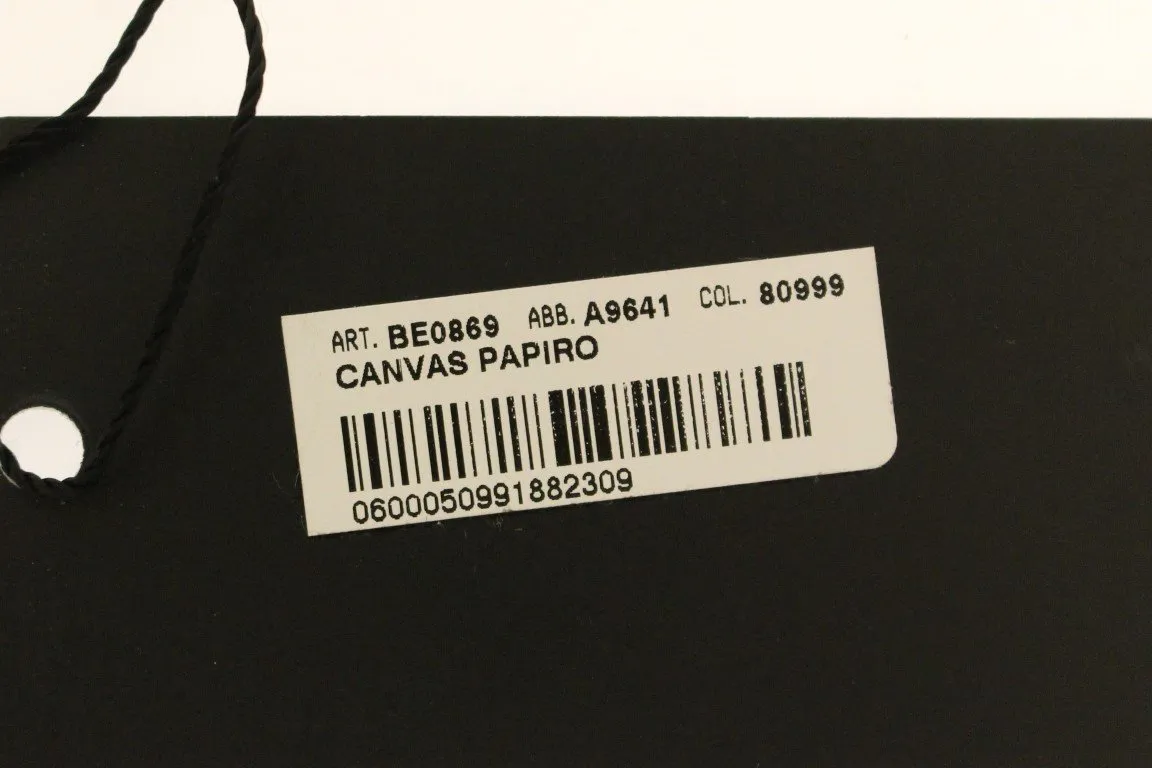 ART. BE0869 ABB. A9641 COL. 80999
CANVAS PAPIRO
0600050991882309